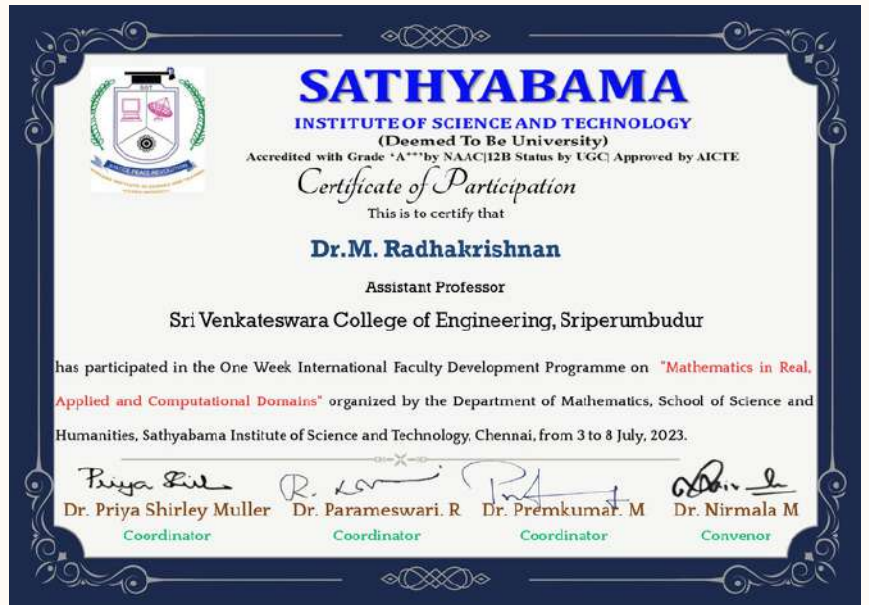 SIST
SATHYABAMA
INSTITUTE OF SCIENCE AND TECHNOLOGY
(Deemed To Be University)
Accredited with Grade 'A++'by NAAC|12B Status by UGC| Approved by AICTE
Certificate of Participation
This is to certify that
Dr.M. Radhakrishnan
Assistant Professor
Sri Venkateswara College of Engineering, Sriperumbudur
has participated in the One Week International Faculty Development Programme on "Mathematics in Real,
Applied and Computational Domains" organized by the Department of Mathematics, School of Science and
Humanities, Sathyabama Institute of Science and Technology, Chennai, from 3 to 8 July, 2023.
Dr. Priya Shirley Muller Dr. Parameswari. R Dr. Premkumar. M Dr. Nirmala M
Coordinator Coordinator Coordinator Convenor